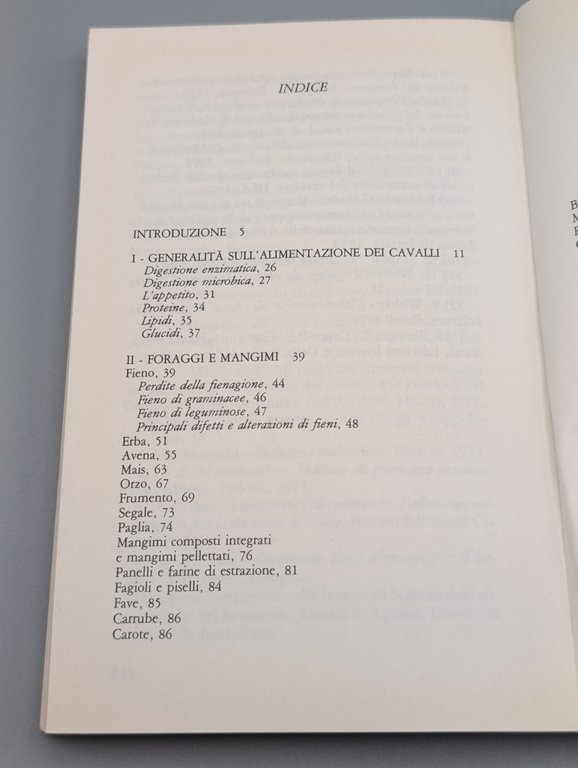 INDICE
INTRODUZIONE 5
I - GENERALITÀ SULL'ALIMENTAZIONE DEI CAVALLI 11
Digestione enzimatica, 26
Digestione microbica, 27
L'appetito, 31
Proteine, 34
Lipidi, 35
Glucidi, 37
II - FORAGGI E MANGIMI 39
Fieno, 39
Perdite della fienagione, 44
Fieno di graminacee, 46
Fieno di leguminose, 47
Principali difetti e alterazioni di fieni, 48
Erba, 51
Avena, 55
Mais, 63
Orzo, 67
Frumento, 69
Segale, 73
Paglia, 74
Mangimi composti integrati
e mangimi pellettati, 76
Panelli e farine di estrazione, 81
Fagioli e piselli, 84
Fave, 85
Carrube, 86
Carote, 86